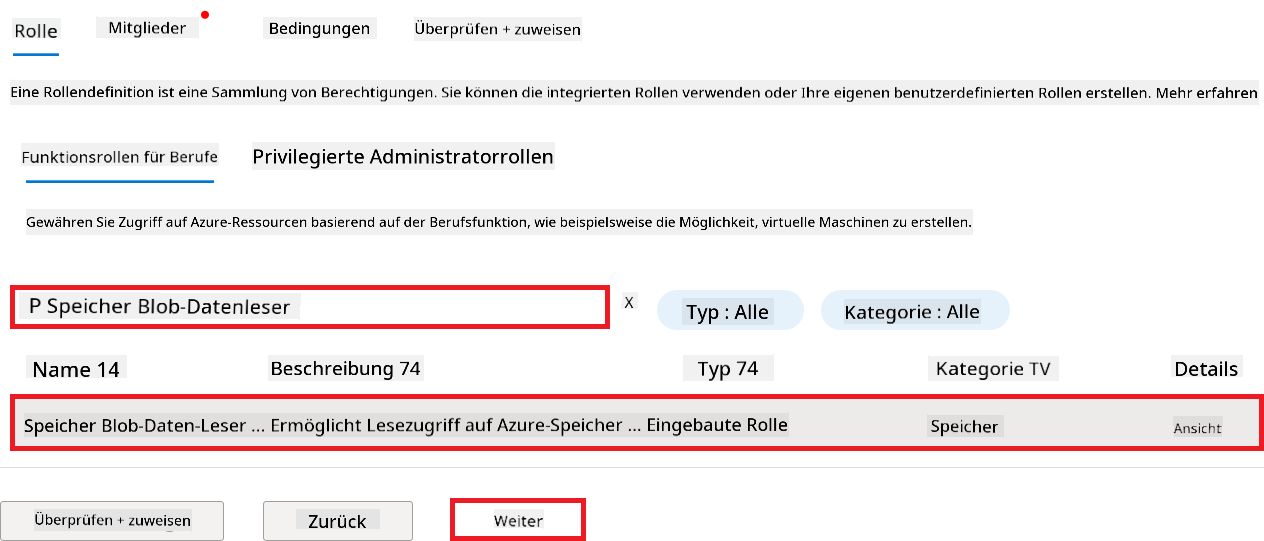 Rolle Mitglieder Bedingungen Überprüfen + zuweisen
Eine Rollendefinition ist eine Sammlung von Berechtigungen. Sie können die integrierten Rollen verwenden oder Ihre eigenen benutzerdefinierten Rollen erstellen. Mehr erfahren
Funktionsrollen für Berufe Privilegierte Administratorrollen
Gewähren Sie Zugriff auf Azure-Ressourcen basierend auf der Berufsfunktion, wie beispielsweise die Möglichkeit, virtuelle Maschinen zu erstellen.
P Speicher Blob-Datenleser X Typ : Alle Kategorie : Alle
Name 14 Beschreibung 74 Typ 74 Kategorie TV Details
Speicher Blob-Daten-Leser ... Ermöglicht Lesezugriff auf Azure-Speicher ... Eingebaute Rolle Speicher Ansicht
Überprüfen + zuweisen Zurück Weiter